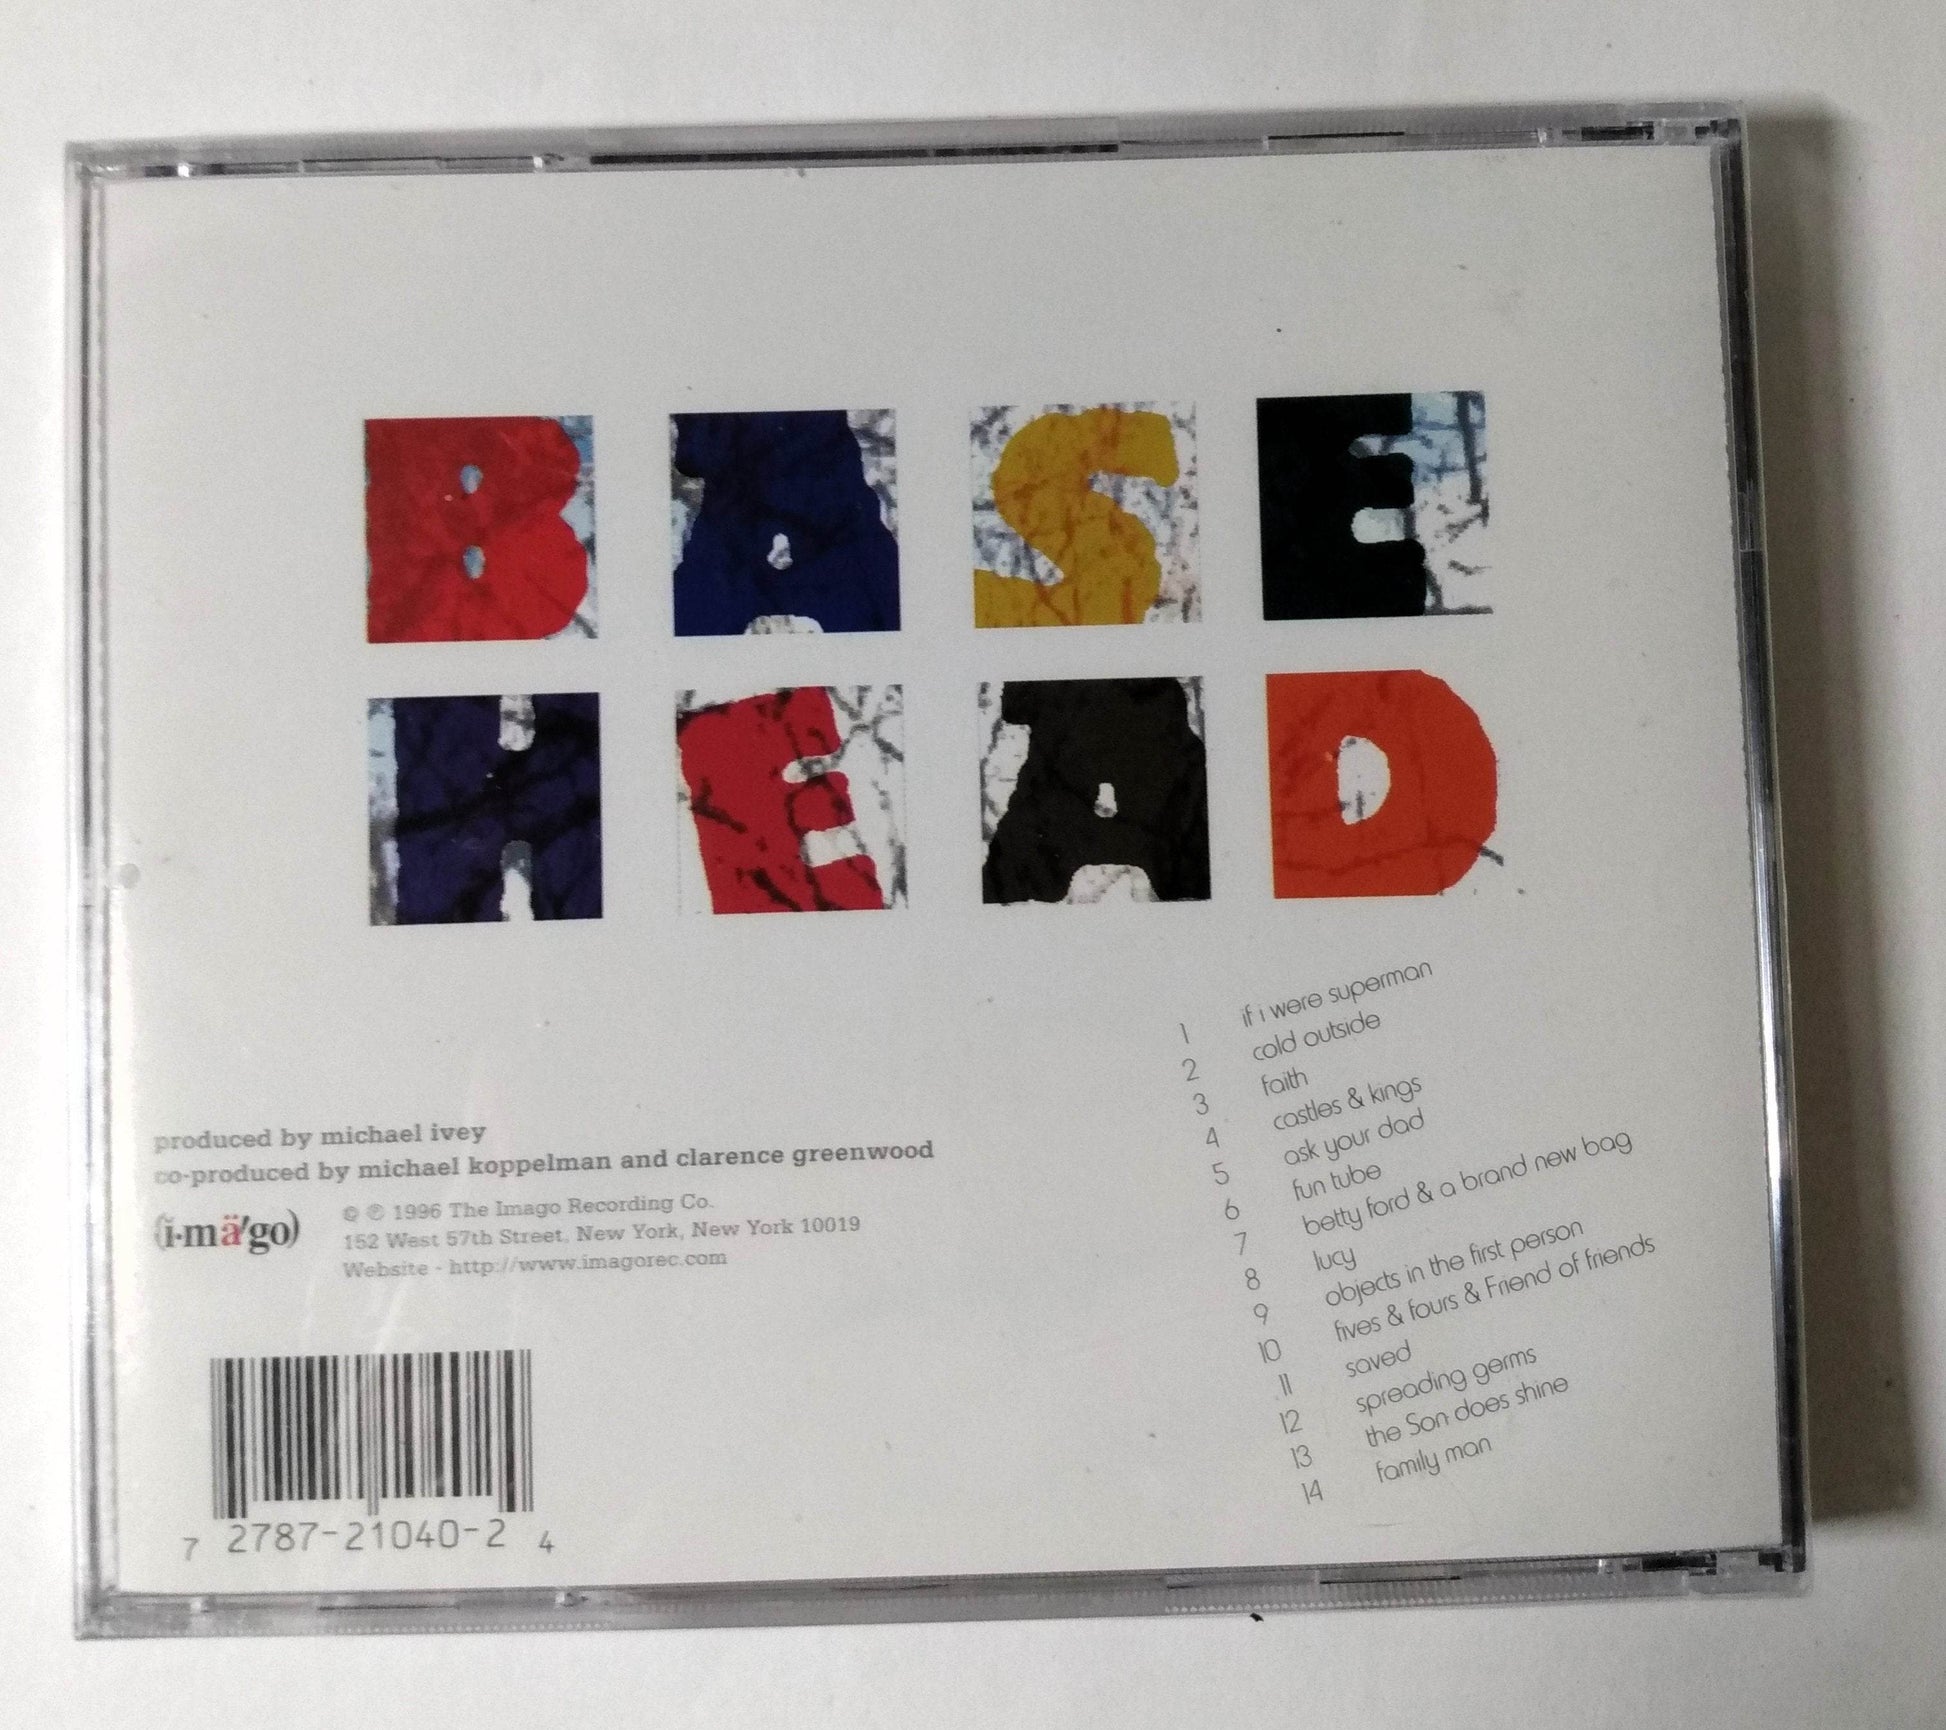 BASE
HEAD
1 if i were superman
2 cold outside
3 faith
4 castles & kings
5 ask your dad
6 fun tube
7 betty ford & a brand new bag
8 lucy
9 objects in the first person
10 fives & fours & Friend of friends
11 saved
12 spreading germs
13 the Son does shine
14 family man
produced by michael ivey
co-produced by michael koppelman and clarence greenwood
(i·mä'go)
© ℗ 1996 The Imago Recording Co.
152 West 57th Street, New York, New York 10019
Website - http://www.imagorec.com
7 2787-21040-2 4